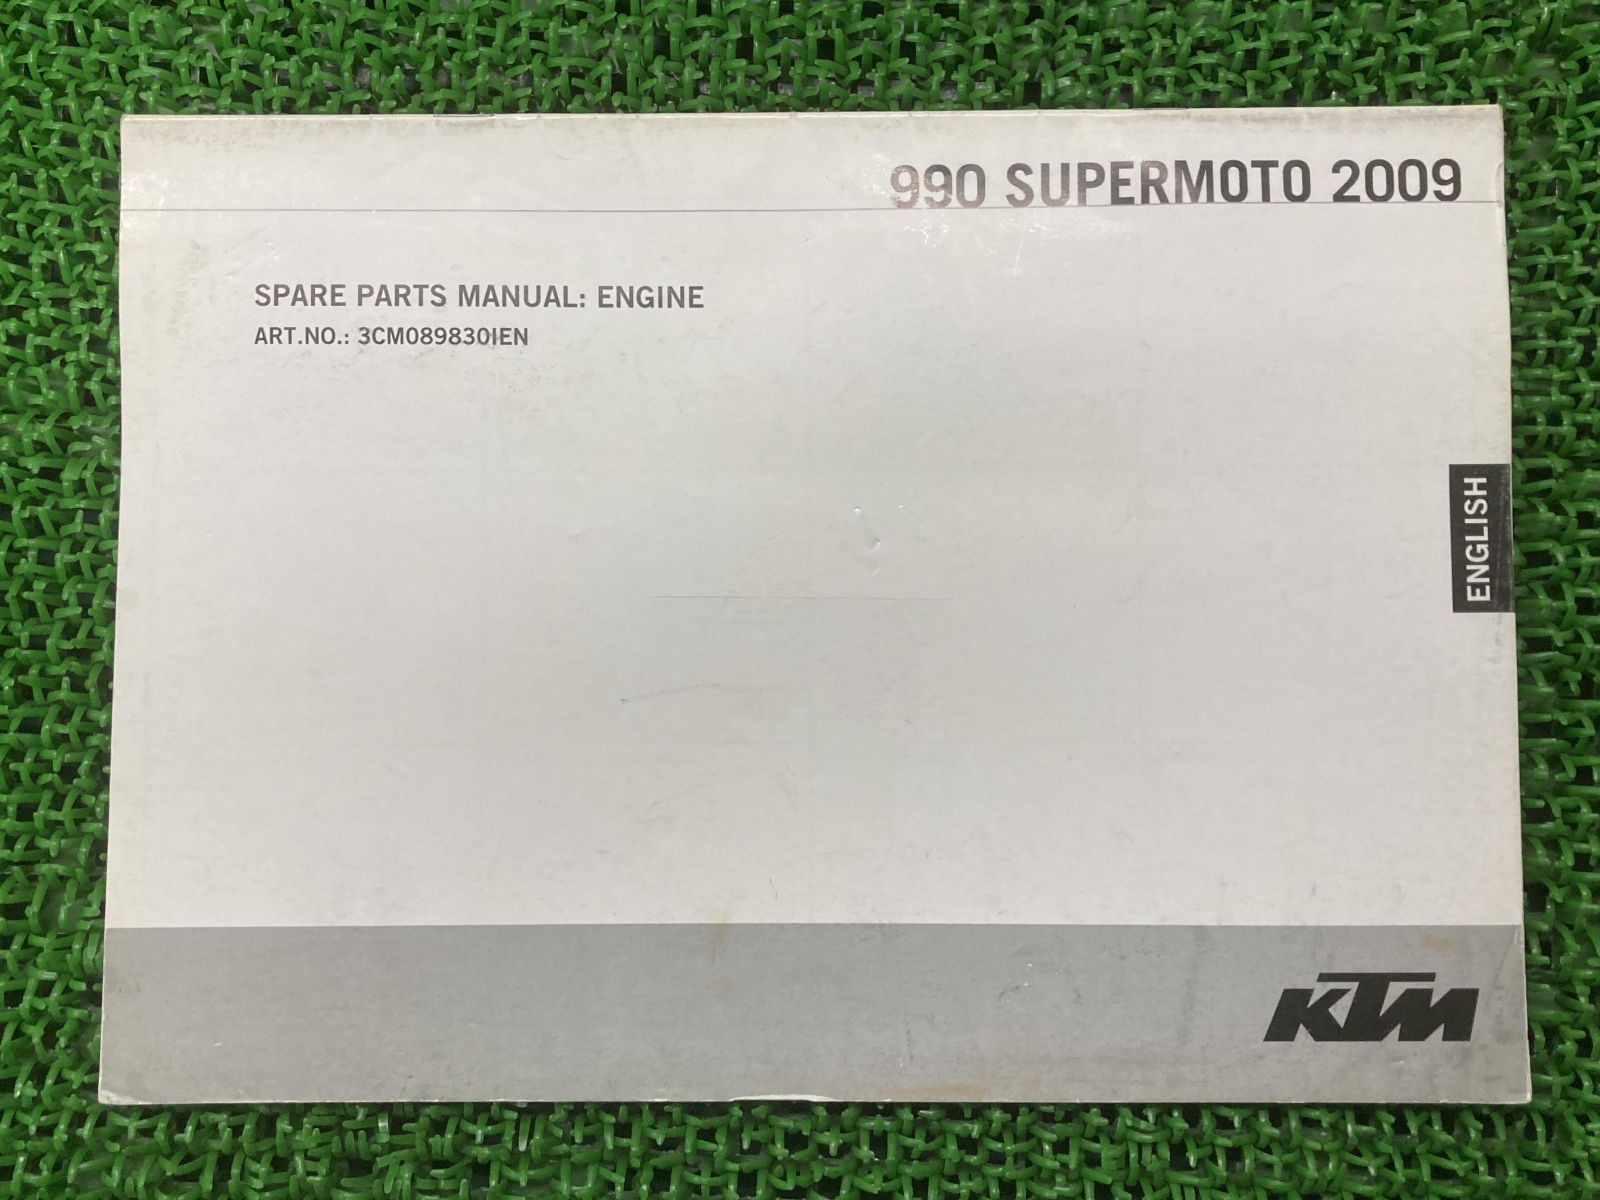 990 SUPERMOTO 2009
SPARE PARTS MANUAL: ENGINE
ART.NO.: 3CM089830IEN
ENGLISH
KTM